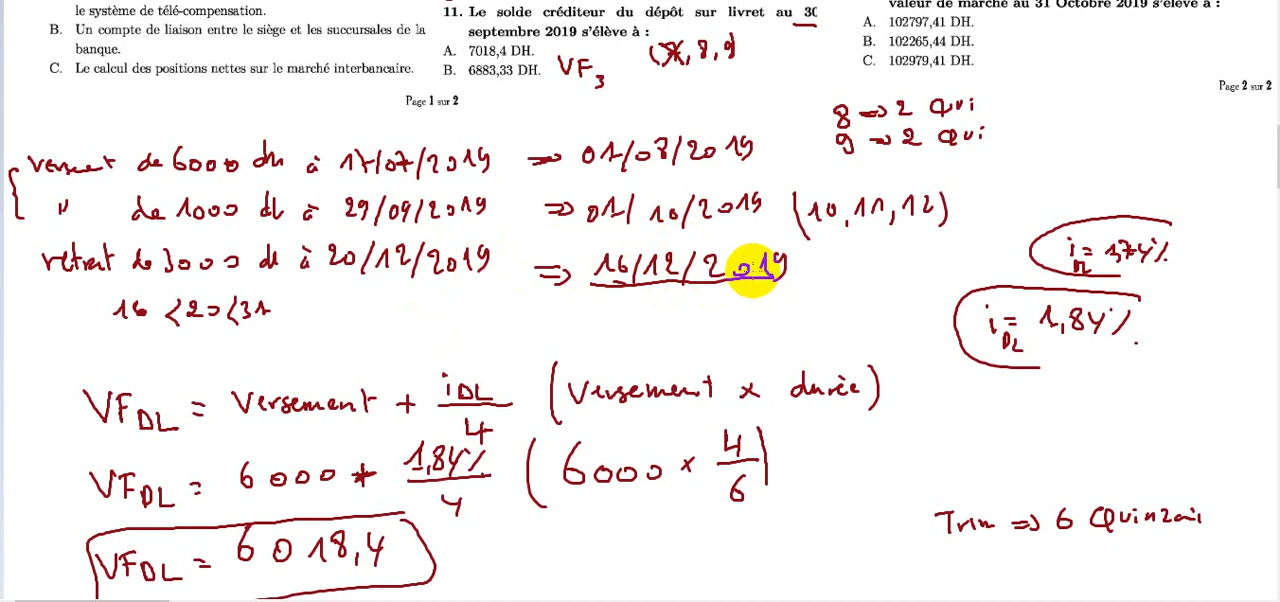 le système de télé-compensation.
B. Un compte de liaison entre le siège et les succursales de la
banque.
C. Le calcul des positions nettes sur le marché interbancaire.
11. Le solde créditeur du dépôt sur livret au 30
septembre 2019 s'élève à :
A. 7018,4 DH.
B. 6883,33 DH.
VF3
(7, 8, 9)
valeur de marché au 31 Octobre 2019 s'élève à :
A. 102797,41 DH.
B. 102265,44 DH.
C. 102979,41 DH.
Page 1 sur 2
Page 2 sur 2
8 => 2 Qui
9 => 2 Qui
de 6000 dh à 17/07/2019 => 01/08/2019
" de 1000 dh à 29/09/2019 => 01/10/2019 (10, 11, 12)
retrait de 3000 dh à 20/12/2019 => 16/12/2019
16 < 20 < 31
i = 1,84%
DL
VFDL = Versement + iDL/4 (Versement x durée)
VFDL = 6000 + 1,84%/4 (6000 x 4/6)
VFDL = 6018,4
Trim => 6 Quinzai